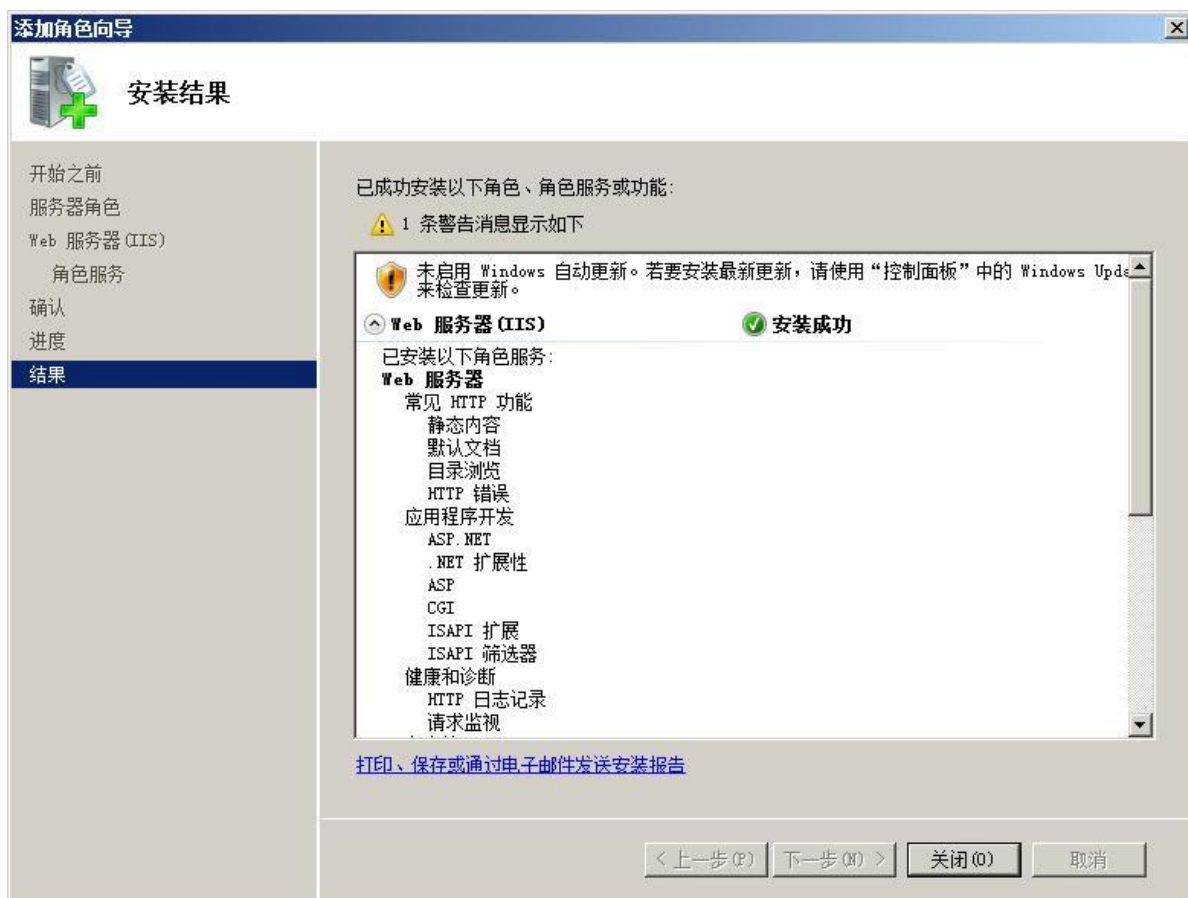 添加角色向导
安装结果
开始之前
服务器角色
Web 服务器(IIS)
角色服务
确认
进度
结果
已成功安装以下角色、角色服务或功能:
1 条警告消息显示如下
未启用 Windows 自动更新。若要安装最新更新，请使用“控制面板”中的 Windows Upda
来检查更新。
Web 服务器(IIS) 安装成功
已安装以下角色服务:
Web 服务器
常见 HTTP 功能
静态内容
默认文档
目录浏览
HTTP 错误
应用程序开发
ASP.NET
.NET 扩展性
ASP
CGI
ISAPI 扩展
ISAPI 筛选器
健康和诊断
HTTP 日志记录
请求监视
打印、保存或通过电子邮件发送安装报告
< 上一步(P) 下一步(N) > 关闭(O) 取消